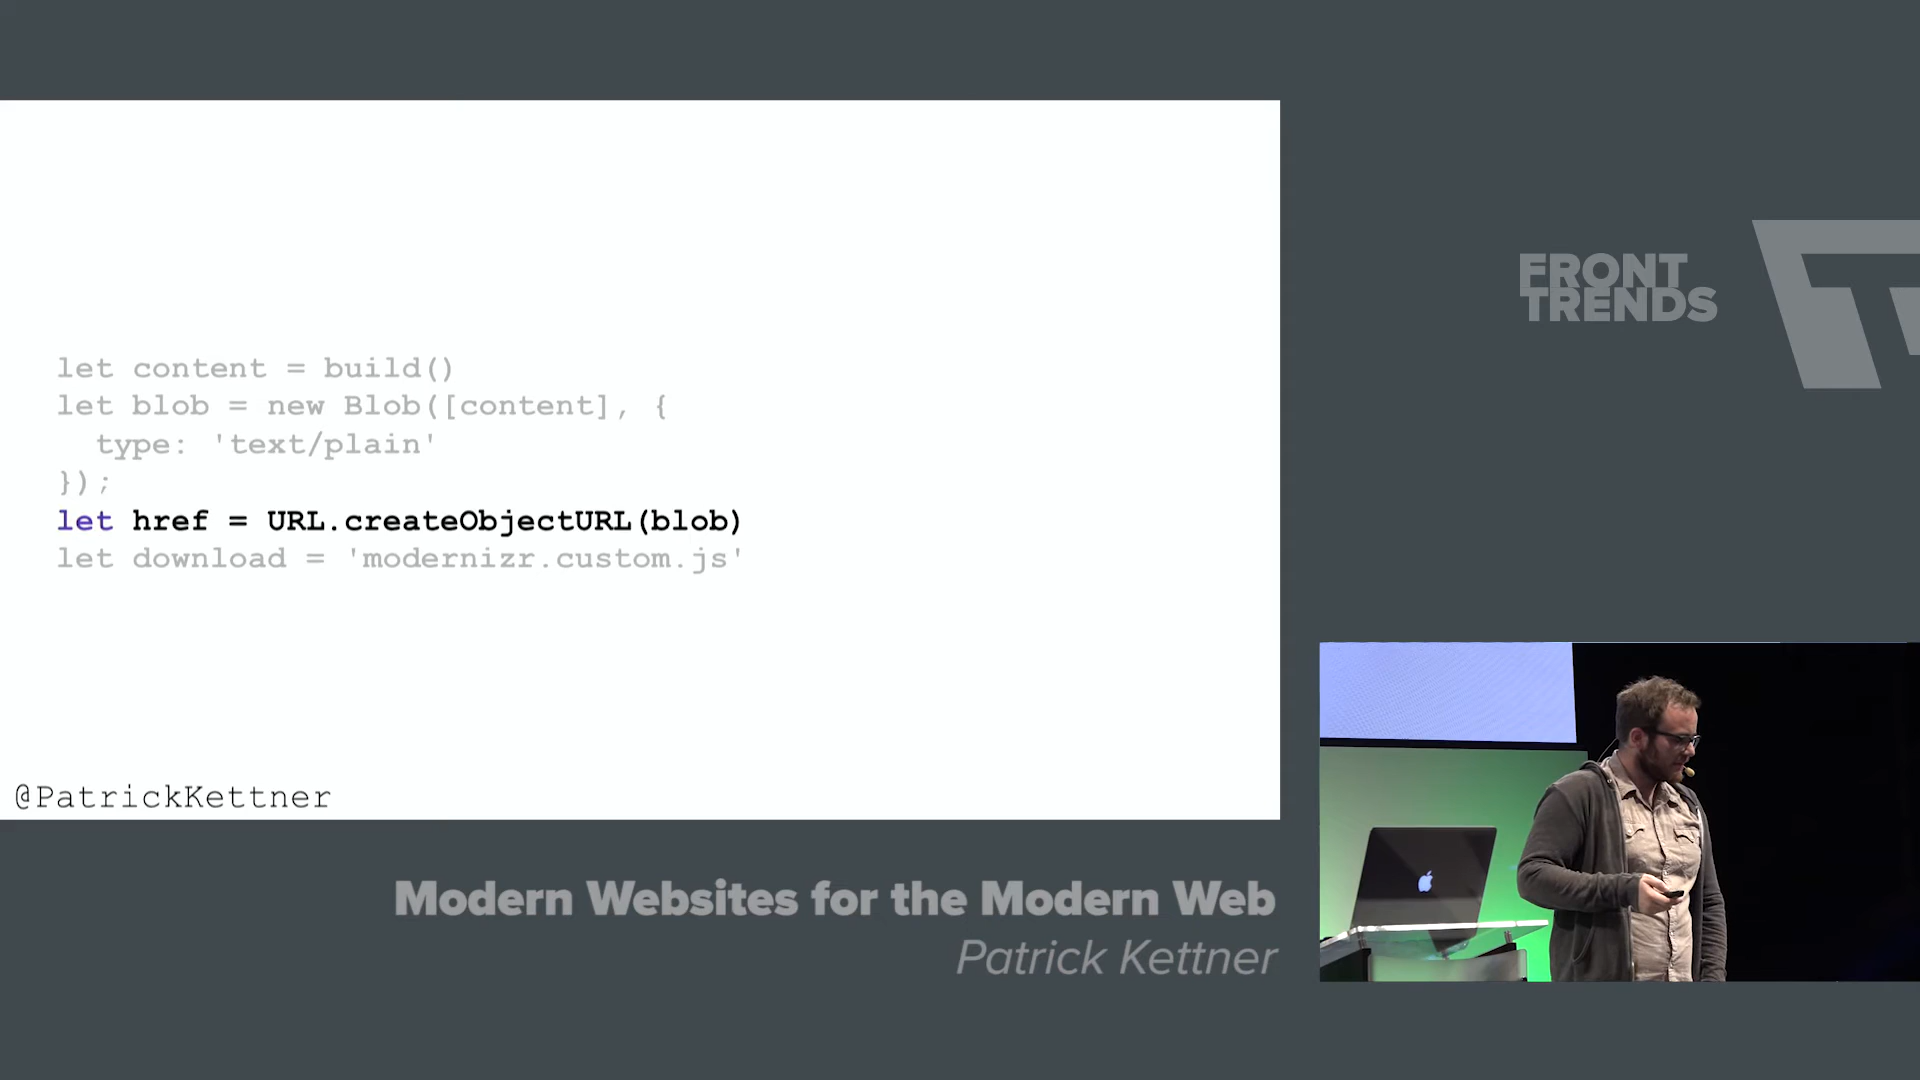 let content = build()
let blob = new Blob([content], {
  type: 'text/plain'
});
let href = URL.createObjectURL(blob)
let download = 'modernizr.custom.js'
@PatrickKettner
FRONT
TRENDS
Modern Websites for the Modern Web
Patrick Kettner